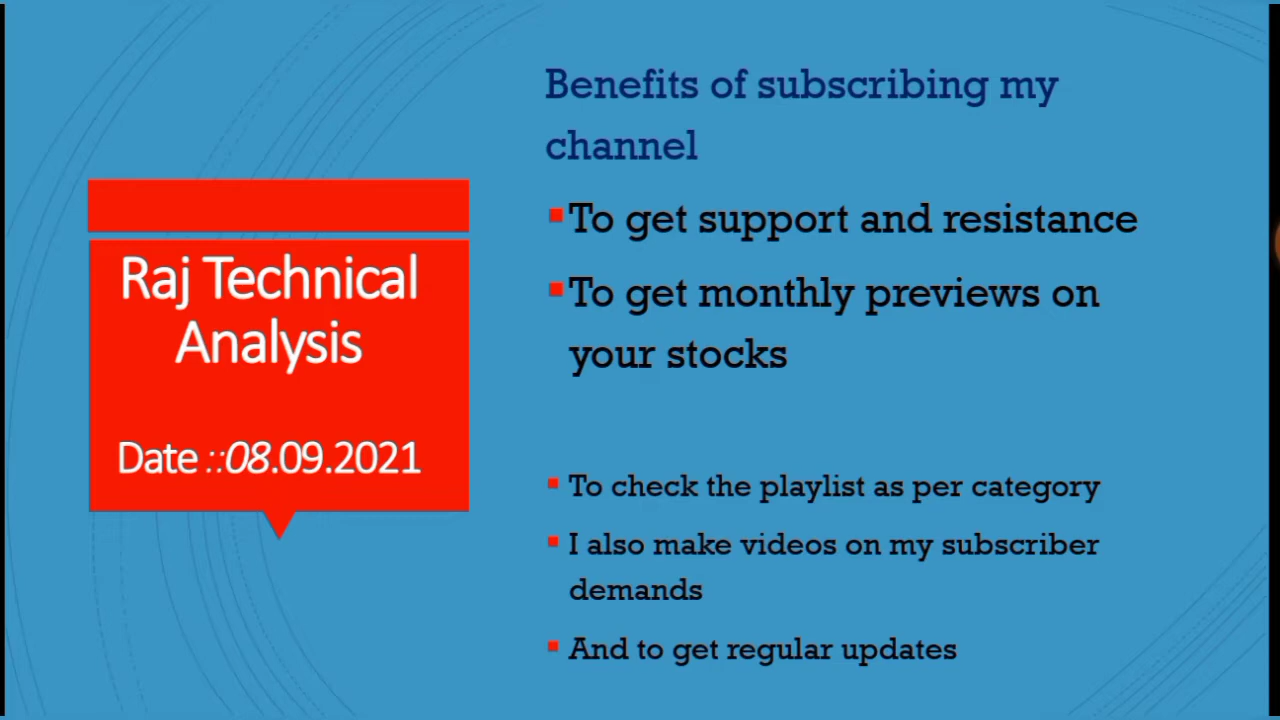 Raj Technical
Analysis
Date ::08.09.2021
Benefits of subscribing my
channel
To get support and resistance
To get monthly previews on
your stocks
To check the playlist as per category
I also make videos on my subscriber
demands
And to get regular updates